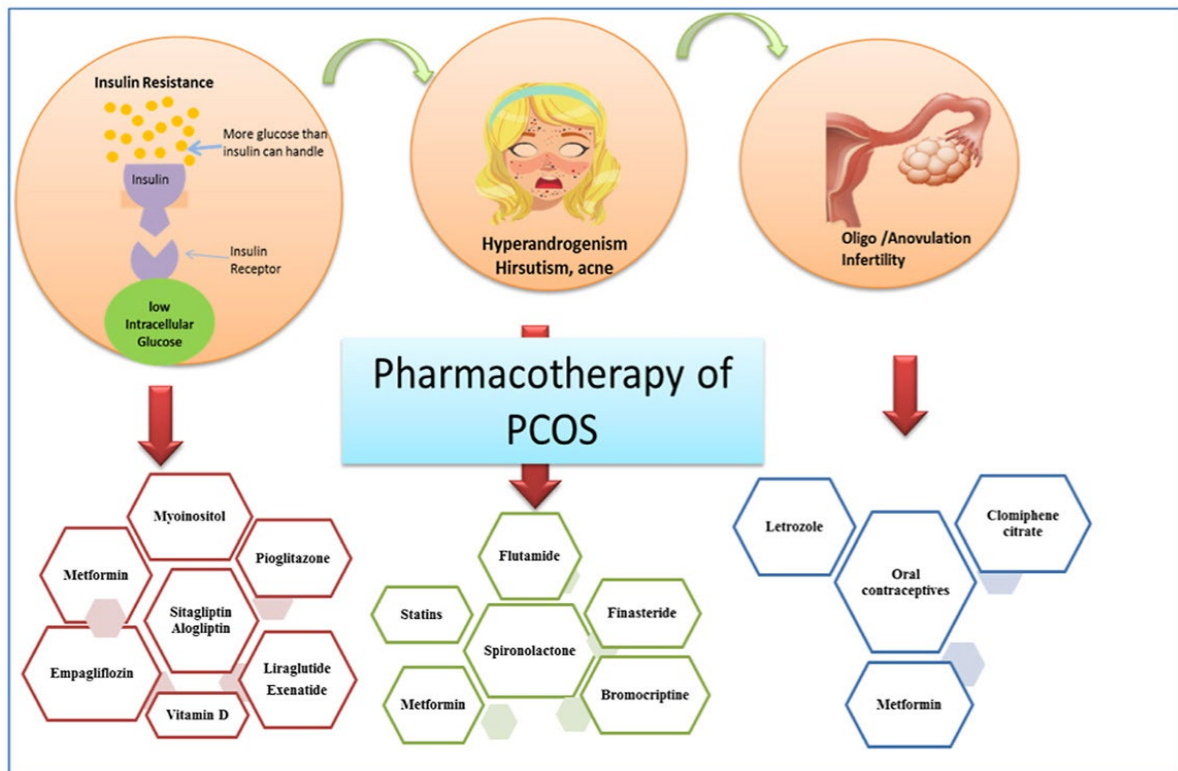 Insulin Resistance
More glucose than
insulin can handle
Insulin
Insulin
Receptor
low
Intracellular
Glucose
Hyperandrogenism
Hirsutism, acne
Oligo /Anovulation
Infertility
Pharmacotherapy of
PCOS
Myoinositol
Metformin
Pioglitazone
Sitagliptin
Alogliptin
Empagliflozin
Liraglutide
Exenatide
Vitamin D
Flutamide
Statins
Finasteride
Spironolactone
Metformin
Bromocriptine
Letrozole
Clomiphene
citrate
Oral
contraceptives
Metformin